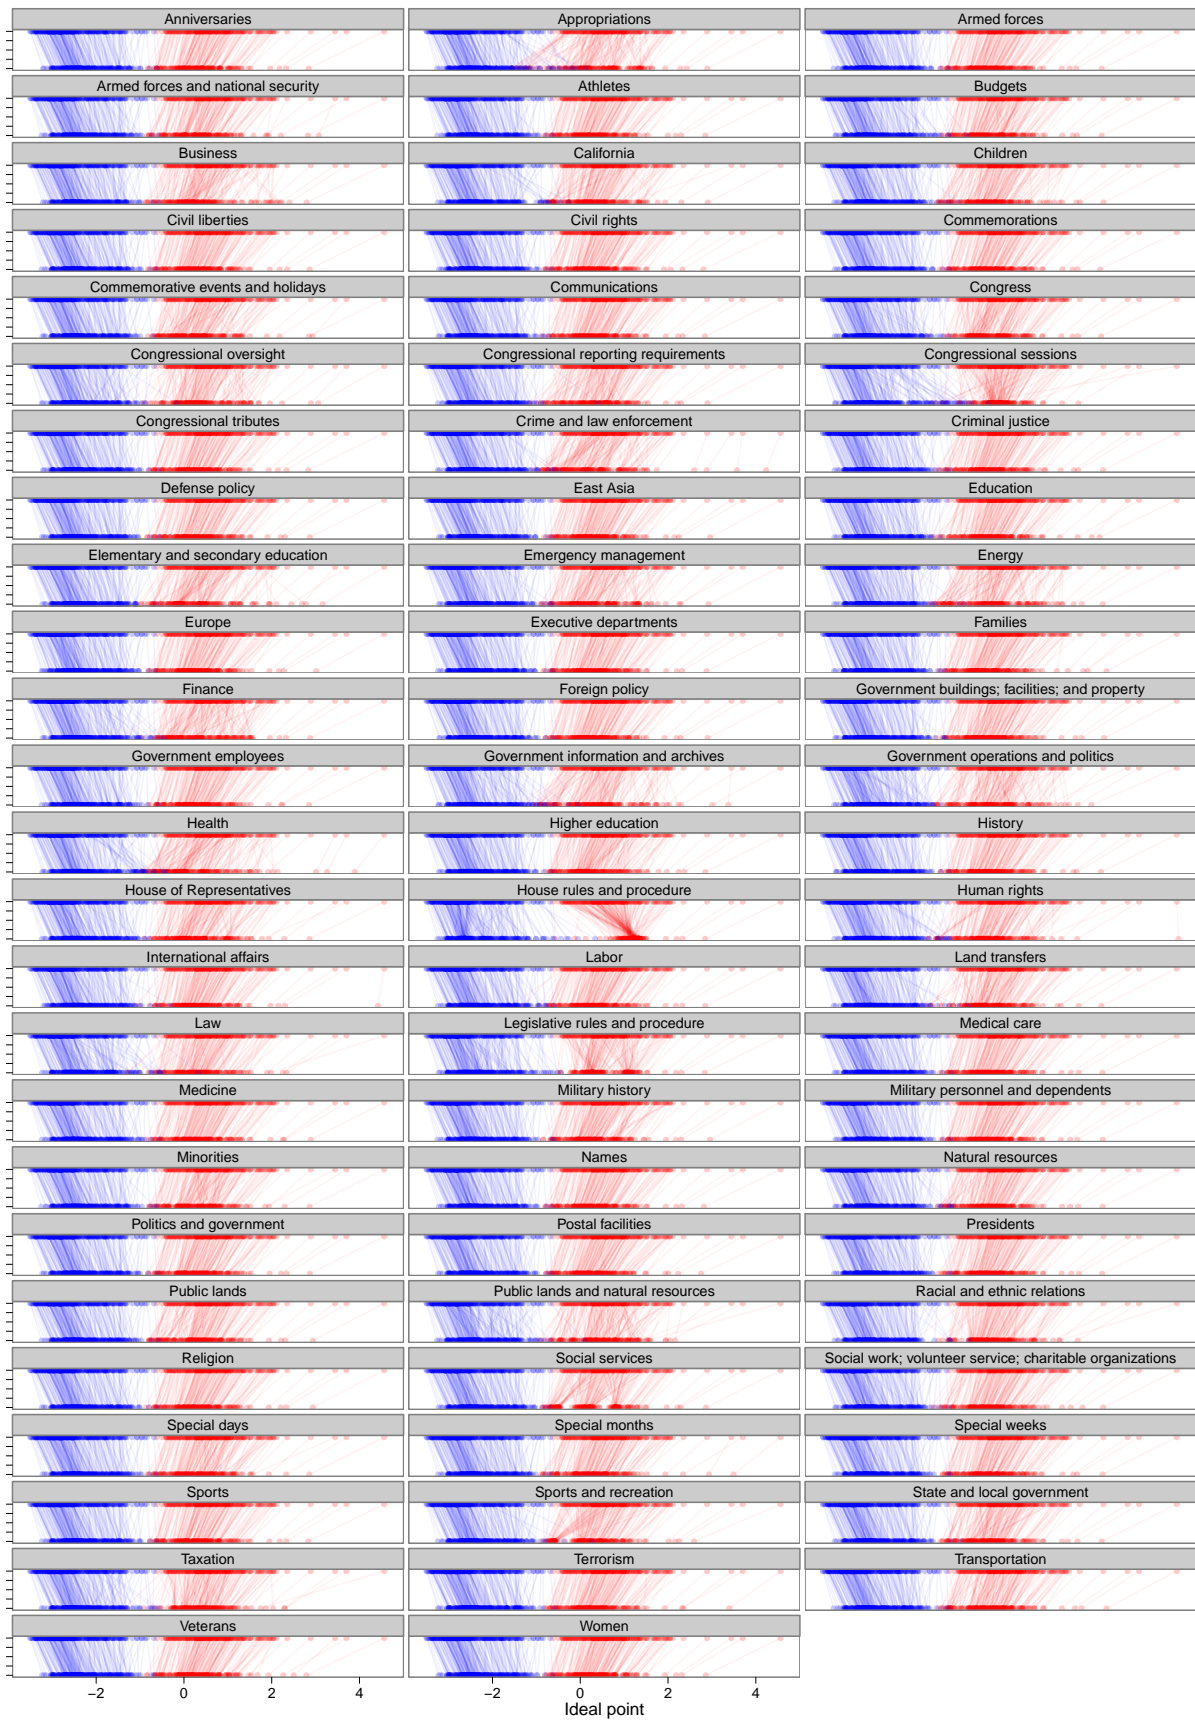 Anniversaries
Appropriations
Armed forces
Armed forces and national security
Athletes
Budgets
Business
California
Children
Civil liberties
Civil rights
Commemorations
Commemorative events and holidays
Communications
Congress
Congressional oversight
Congressional reporting requirements
Congressional sessions
Congressional tributes
Crime and law enforcement
Criminal justice
Defense policy
East Asia
Education
Elementary and secondary education
Emergency management
Energy
Europe
Executive departments
Families
Finance
Foreign policy
Government buildings; facilities; and property
Government employees
Government information and archives
Government operations and politics
Health
Higher education
History
House of Representatives
House rules and procedure
Human rights
International affairs
Labor
Land transfers
Law
Legislative rules and procedure
Medical care
Medicine
Military history
Military personnel and dependents
Minorities
Names
Natural resources
Politics and government
Postal facilities
Presidents
Public lands
Public lands and natural resources
Racial and ethnic relations
Religion
Social services
Social work; volunteer service; charitable organizations
Special days
Special months
Special weeks
Sports
Sports and recreation
State and local government
Taxation
Terrorism
Transportation
Veterans
Women
−2 0 2 4
−2 0 2 4
Ideal point